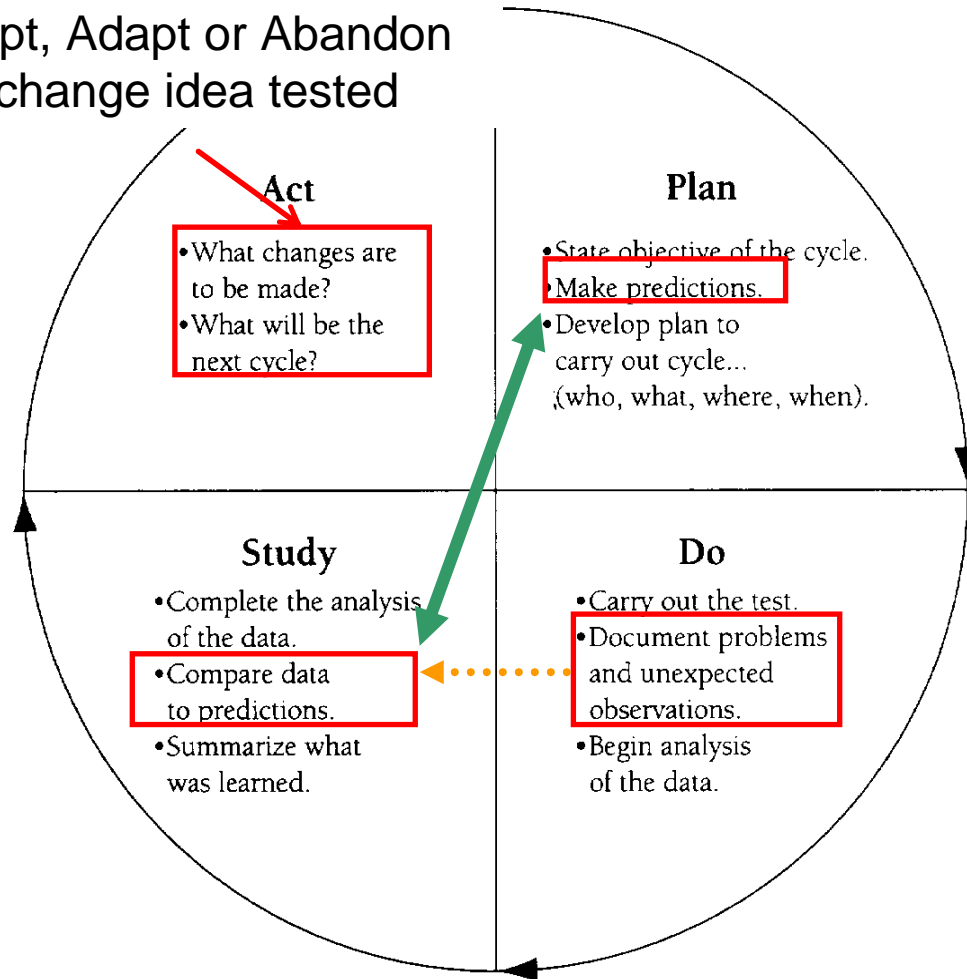 pt, Adapt or Abandon
change idea tested
Act
•What changes are
to be made?
•What will be the
next cycle?
Plan
•State objective of the cycle.
•Make predictions.
•Develop plan to
carry out cycle...
(who, what, where, when).
Study
•Complete the analysis
of the data.
•Compare data
to predictions.
•Summarize what
was learned.
Do
•Carry out the test.
•Document problems
and unexpected
observations.
•Begin analysis
of the data.